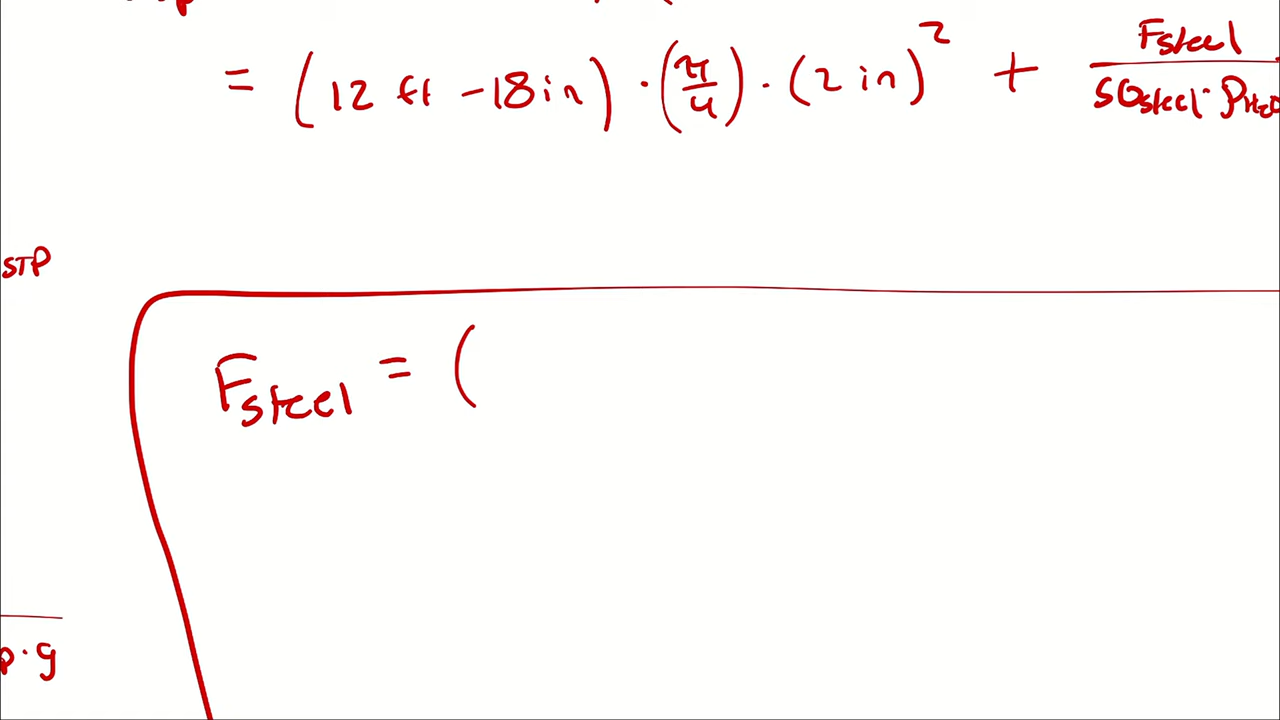 = (12 ft - 18 in) · (π/4) · (2 in)² + Fsteel / SGsteel · ρH₂O
STP
Fsteel = (
· g